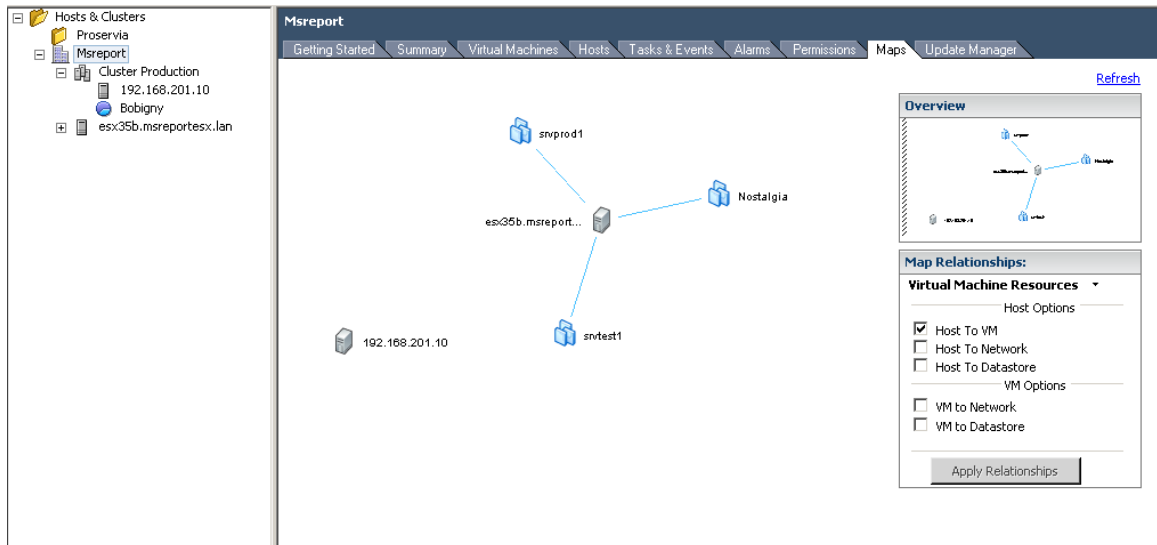 Hosts & Clusters
Proservia
Msreport
Cluster Production
192.168.201.10
Bobigny
esx35b.msreportesx.lan
Msreport
Getting Started Summary Virtual Machines Hosts Tasks & Events Alarms Permissions Maps Update Manager
Refresh
srvprod1
Nostalgia
esx35b.msreport...
srvtest1
192.168.201.10
Overview
Nostalgia
esx35b.msreport...
Map Relationships:
Virtual Machine Resources
Host Options
Host To VM
Host To Network
Host To Datastore
VM Options
VM to Network
VM to Datastore
Apply Relationships